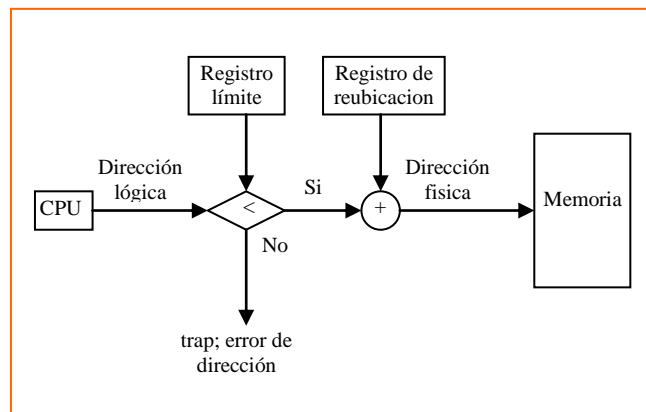 Registro
límite
Registro de
reubicacion
Dirección
lógica
Si
Dirección
fisica
CPU
<
+
Memoria
No
trap; error de
dirección